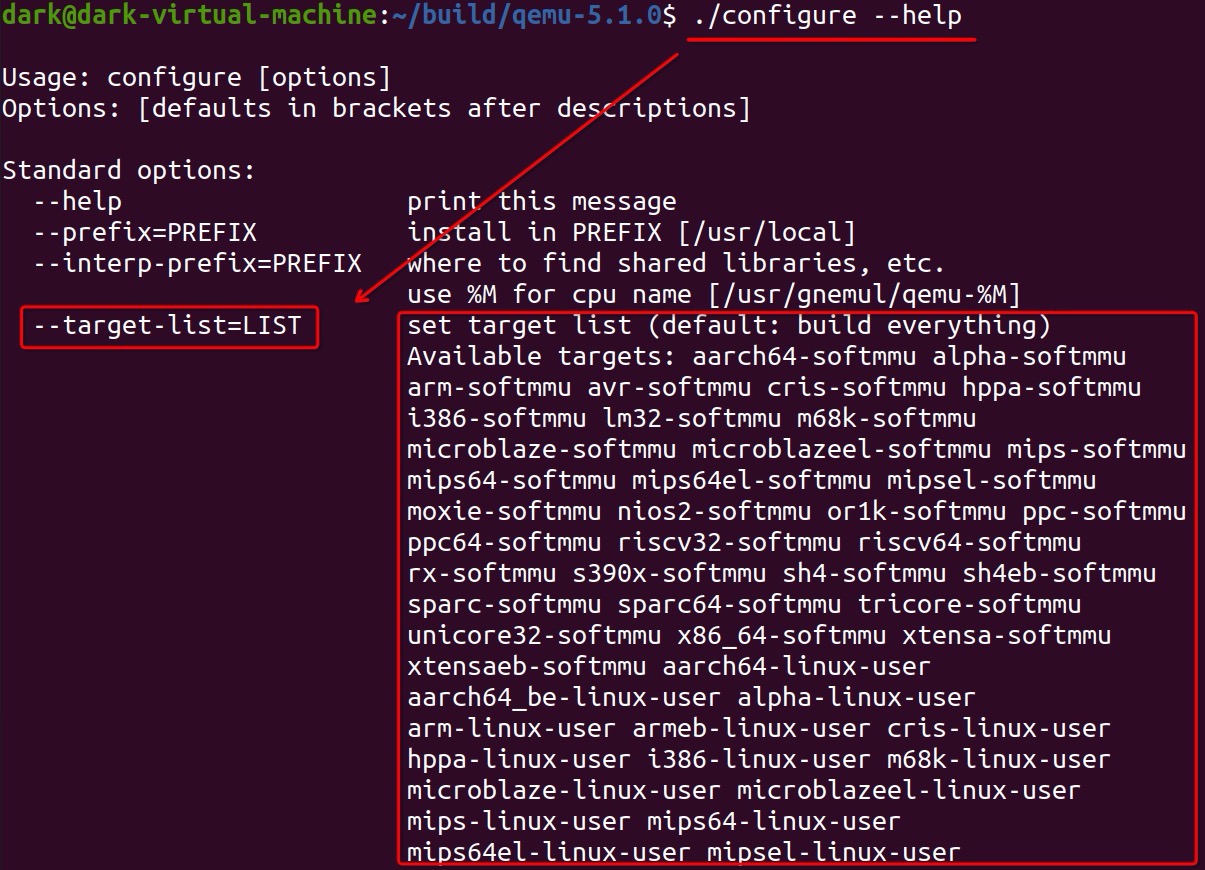 dark@dark-virtual-machine:~/build/qemu-5.1.0$ ./configure --help
Usage: configure [options]
Options: [defaults in brackets after descriptions]
Standard options:
--help print this message
--prefix=PREFIX install in PREFIX [/usr/local]
--interp-prefix=PREFIX where to find shared libraries, etc.
use %M for cpu name [/usr/gnemul/qemu-%M]
--target-list=LIST set target list (default: build everything)
Available targets: aarch64-softmmu alpha-softmmu
arm-softmmu avr-softmmu cris-softmmu hppa-softmmu
i386-softmmu lm32-softmmu m68k-softmmu
microblaze-softmmu microblazeel-softmmu mips-softmmu
mips64-softmmu mips64el-softmmu mipsel-softmmu
moxie-softmmu nios2-softmmu or1k-softmmu ppc-softmmu
ppc64-softmmu riscv32-softmmu riscv64-softmmu
rx-softmmu s390x-softmmu sh4-softmmu sh4eb-softmmu
sparc-softmmu sparc64-softmmu tricore-softmmu
unicore32-softmmu x86_64-softmmu xtensa-softmmu
xtensaeb-softmmu aarch64-linux-user
aarch64_be-linux-user alpha-linux-user
arm-linux-user armeb-linux-user cris-linux-user
hppa-linux-user i386-linux-user m68k-linux-user
microblaze-linux-user microblazeel-linux-user
mips-linux-user mips64-linux-user
mips64el-linux-user mipsel-linux-user